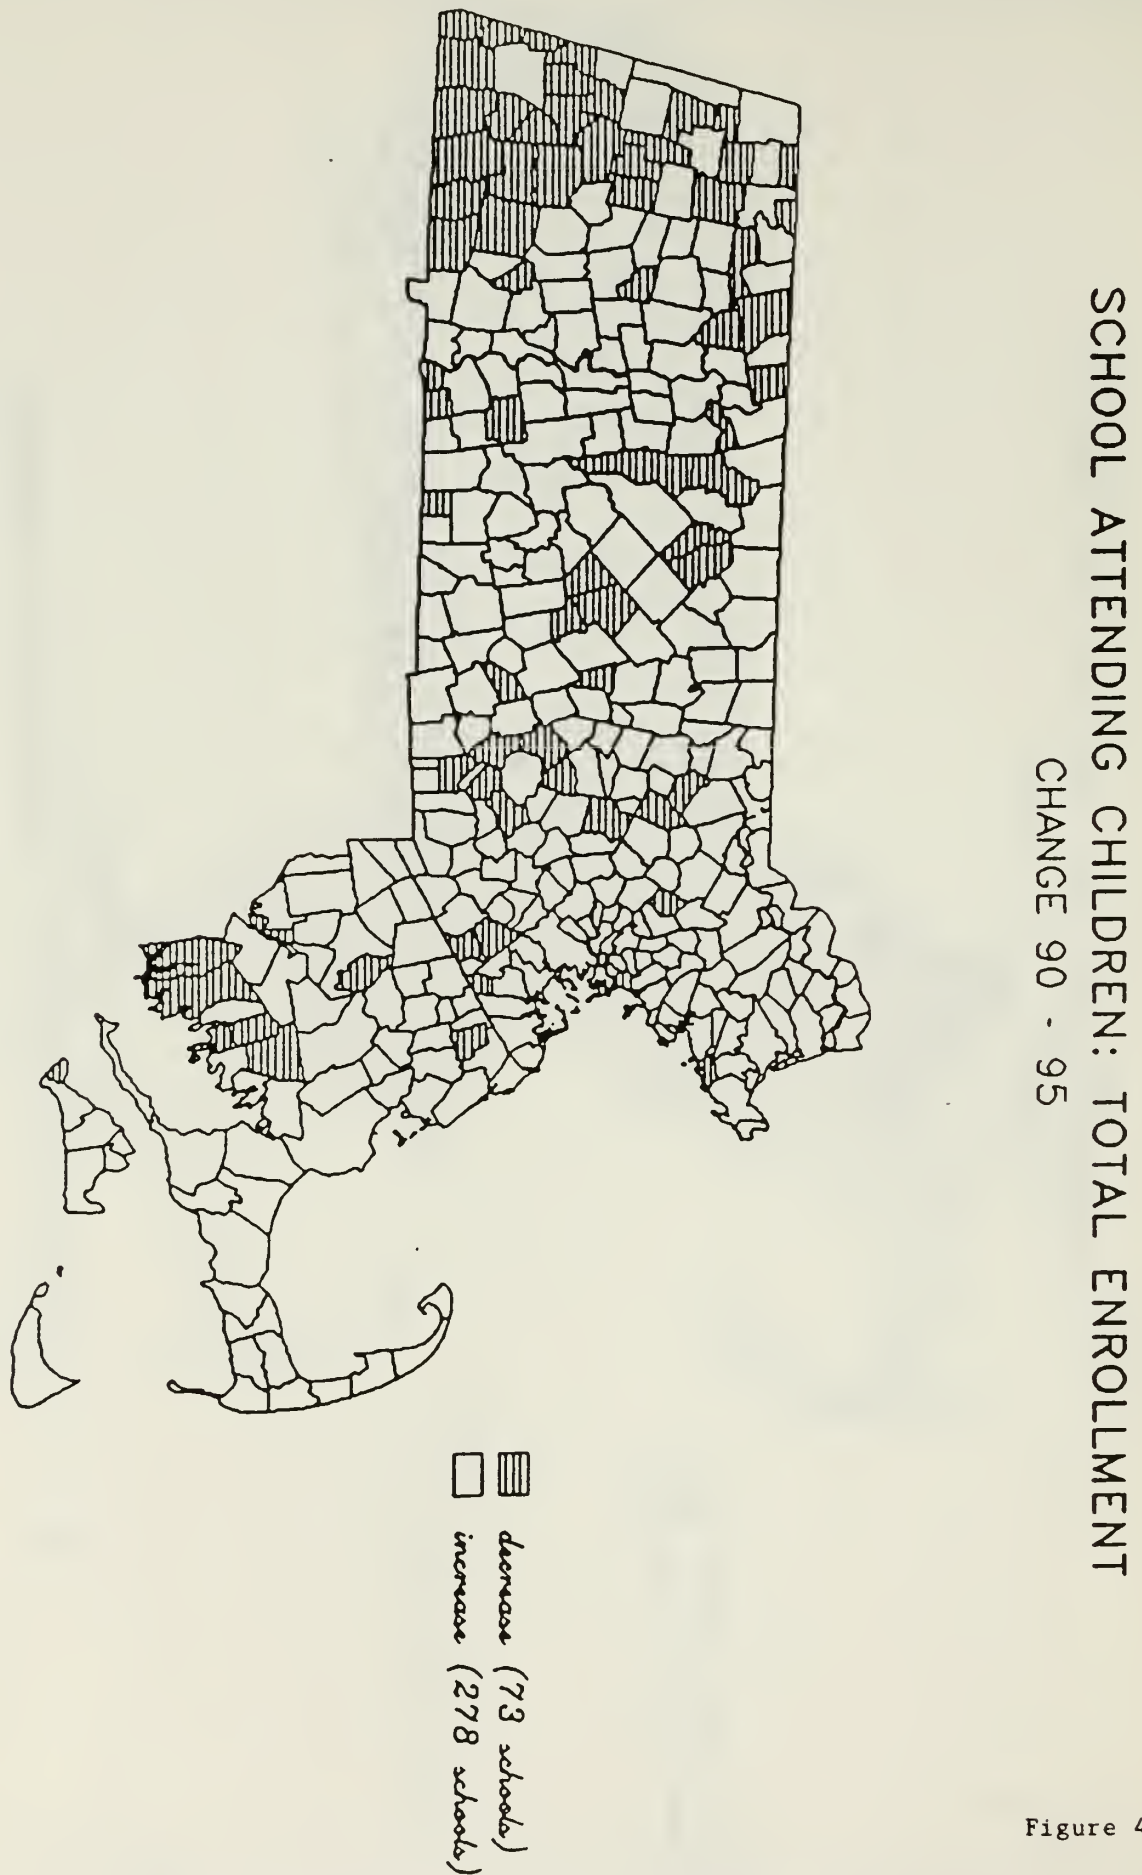 SCHOOL ATTENDING CHILDREN: TOTAL ENROLLMENT
CHANGE 90 - 95
decrease (73 schools)
increase (278 schools)
Figure 4